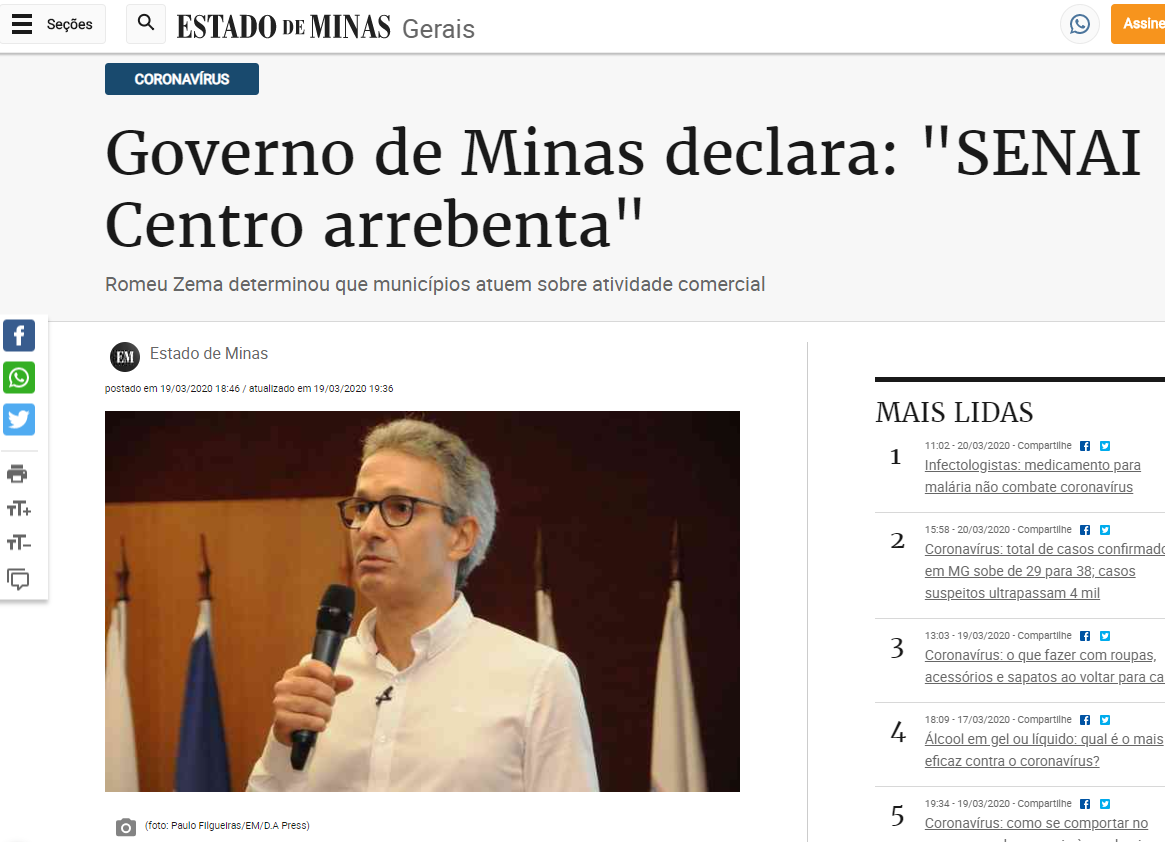 Seções
ESTADO DE MINAS Gerais
Assine
CORONAVÍRUS
Governo de Minas declara: "SENAI
Centro arrebenta"
Romeu Zema determinou que municípios atuem sobre atividade comercial
EM Estado de Minas
postado em 19/03/2020 18:46 / atualizado em 19/03/2020 19:36
(foto: Paulo Filgueiras/EM/D.A Press)
MAIS LIDAS
1
11:02 - 20/03/2020 - Compartilhe
Infectologistas: medicamento para
malária não combate coronavírus
2
15:58 - 20/03/2020 - Compartilhe
Coronavírus: total de casos confirmado
em MG sobe de 29 para 38; casos
suspeitos ultrapassam 4 mil
3
13:03 - 19/03/2020 - Compartilhe
Coronavírus: o que fazer com roupas,
acessórios e sapatos ao voltar para ca
4
18:09 - 17/03/2020 - Compartilhe
Álcool em gel ou líquido: qual é o mais
eficaz contra o coronavírus?
5
19:34 - 19/03/2020 - Compartilhe
Coronavírus: como se comportar no